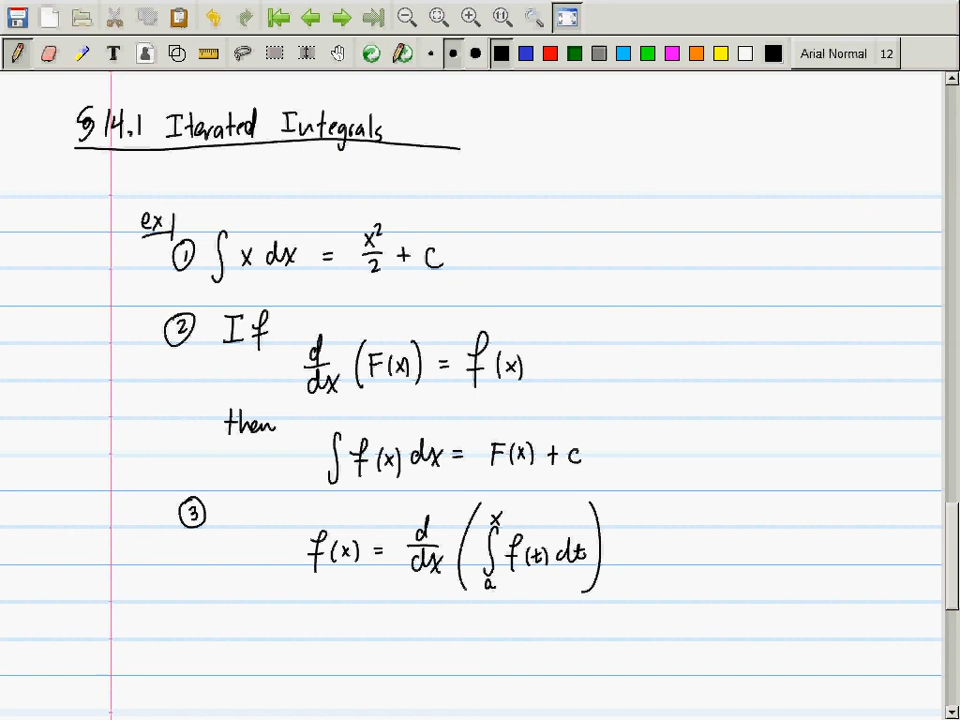 Arial Normal 12
§ 14.1 Iterated Integrals
ex1
① ∫ x dx = x²/2 + C
② If
d/dx (F(x)) = f(x)
then
∫ f(x) dx = F(x) + c
③
f(x) = d/dx ( ∫ₐˣ f(t) dt )